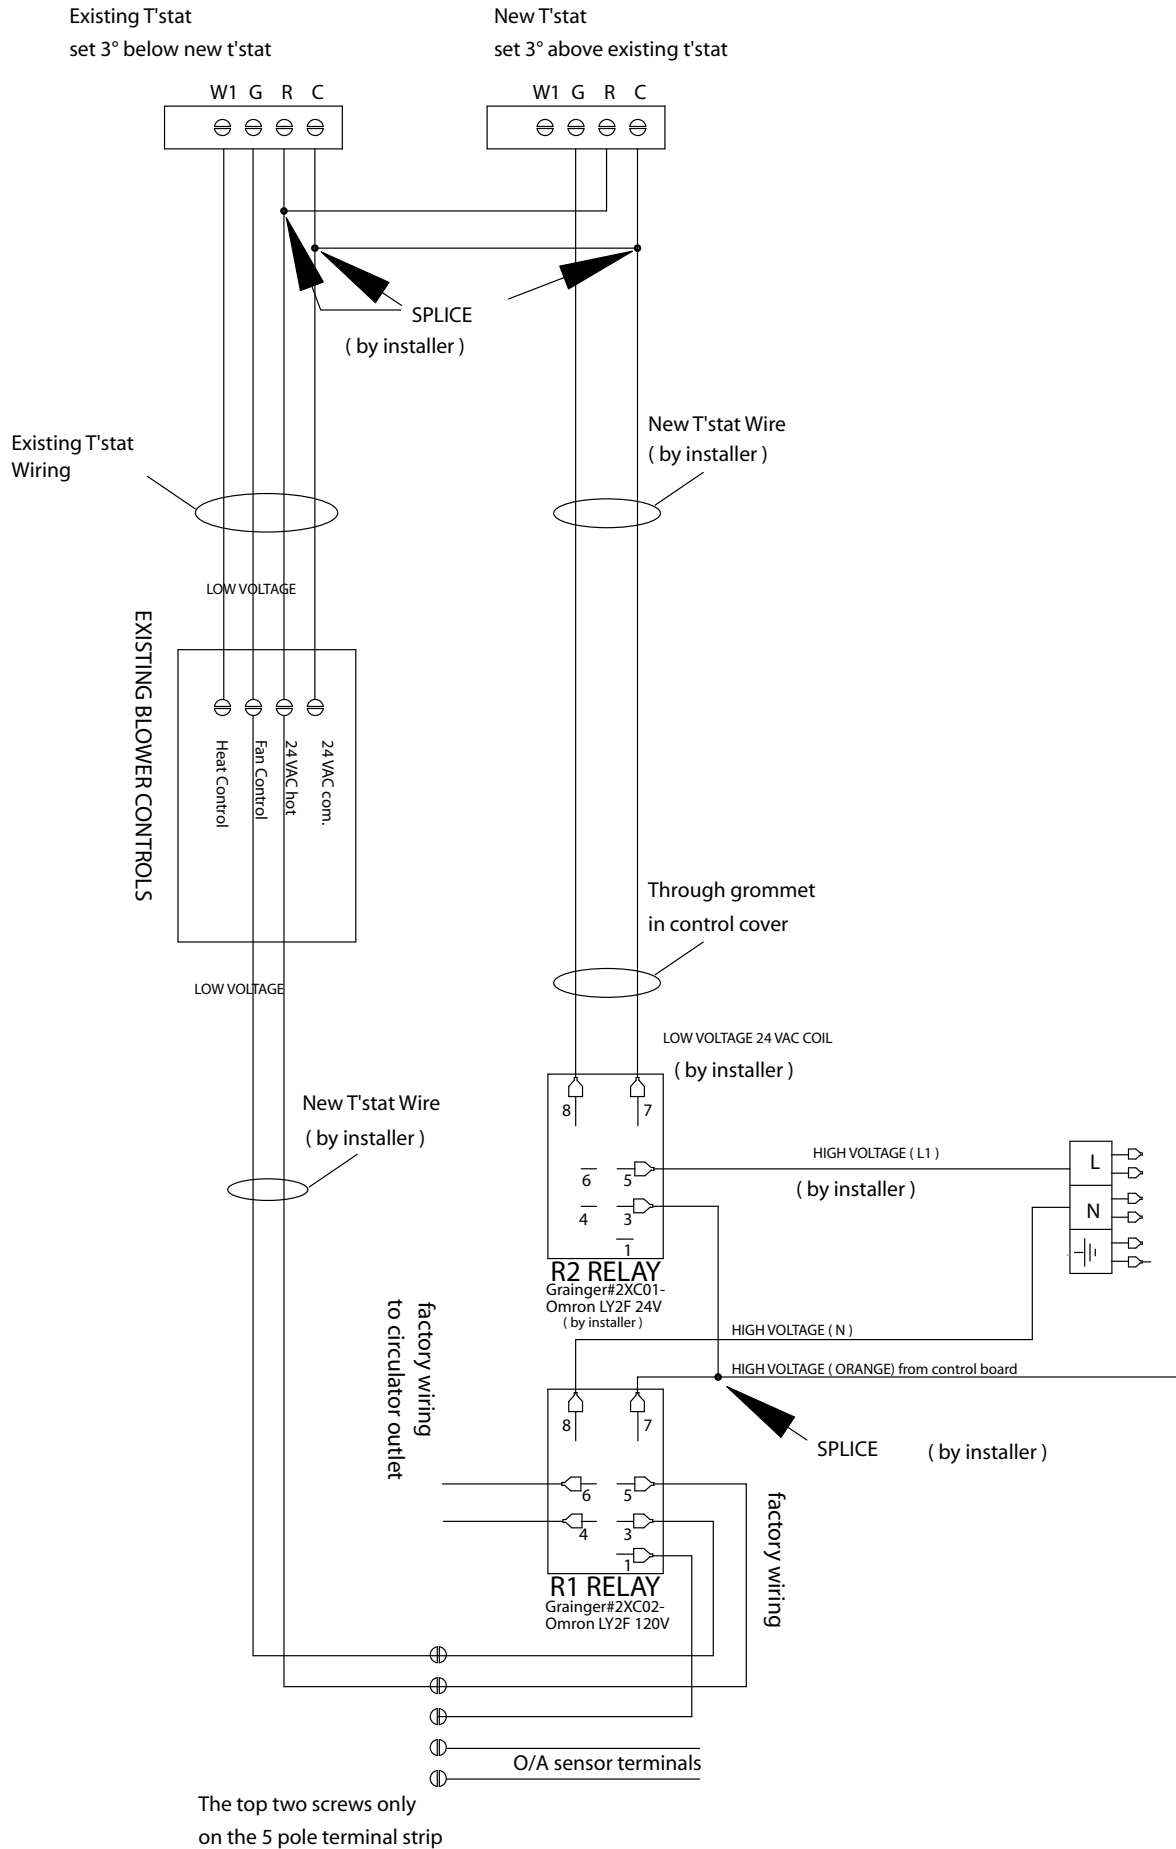 Existing T'stat
set 3° below new t'stat
New T'stat
set 3° above existing t'stat
W1 G R C
W1 G R C
SPLICE
( by installer )
Existing T'stat
Wiring
New T'stat Wire
( by installer )
LOW VOLTAGE
EXISTING BLOWER CONTROLS
Heat Control
Fan Control
24 VAC hot
24 VAC com.
Through grommet
in control cover
LOW VOLTAGE
LOW VOLTAGE 24 VAC COIL
( by installer )
New T'stat Wire
( by installer )
8 7
6 5
4 3
1
HIGH VOLTAGE ( L1 )
( by installer )
L
N
R2 RELAY
Grainger#2XC01-
Omron LY2F 24V
( by installer )
factory wiring
to circulator outlet
HIGH VOLTAGE ( N )
HIGH VOLTAGE ( ORANGE) from control board
8 7
SPLICE ( by installer )
6 5
4 3
1
factory wiring
R1 RELAY
Grainger#2XC02-
Omron LY2F 120V
O/A sensor terminals
The top two screws only
on the 5 pole terminal strip